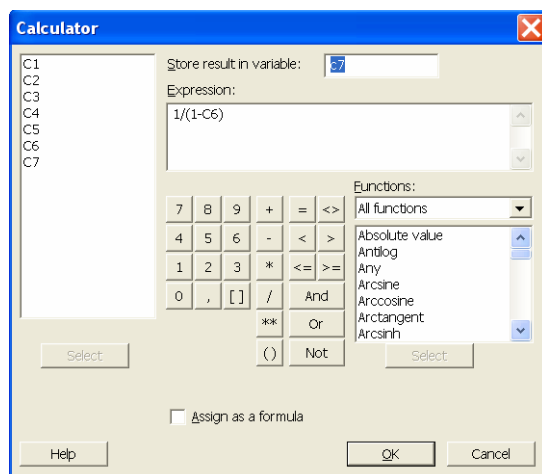 Calculator
C1
C2
C3
C4
C5
C6
C7
Store result in variable: c7
Expression:
1/(1-C6)
Functions:
All functions
7 8 9 + = <>
4 5 6 - < >
1 2 3 * <= >=
0 , [] / And
** Or
() Not
Absolute value
Antilog
Any
Arcsine
Arccosine
Arctangent
Arcsinh
Select
Select
Assign as a formula
Help
OK
Cancel